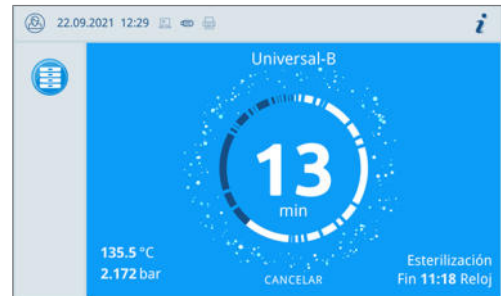 22.09.2021 12:29
i
Universal-B
13
min
135.5 °C
2.172 bar
CANCELAR
Esterilización
Fin 11:18 Reloj